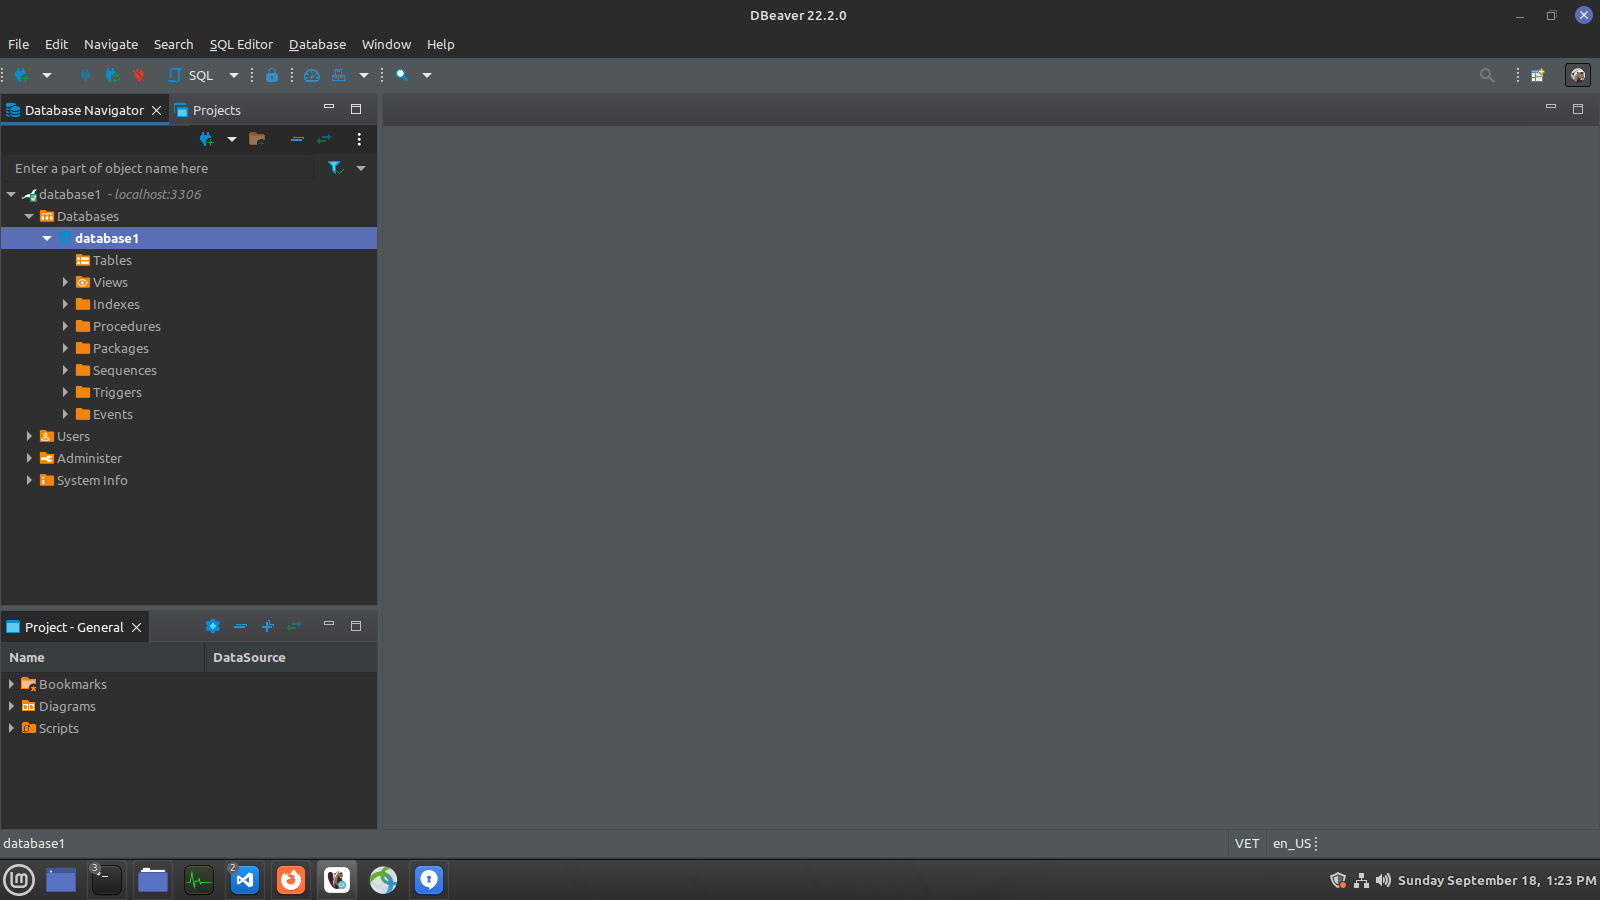 DBeaver 22.2.0
File Edit Navigate Search SQL Editor Database Window Help
SQL
Database Navigator Projects
Enter a part of object name here
database1 - localhost:3306
Databases
database1
Tables
Views
Indexes
Procedures
Packages
Sequences
Triggers
Events
Users
Administer
System Info
Project - General
Name DataSource
Bookmarks
Diagrams
Scripts
database1 VET en_US
3 2
Sunday September 18, 1:23 PM